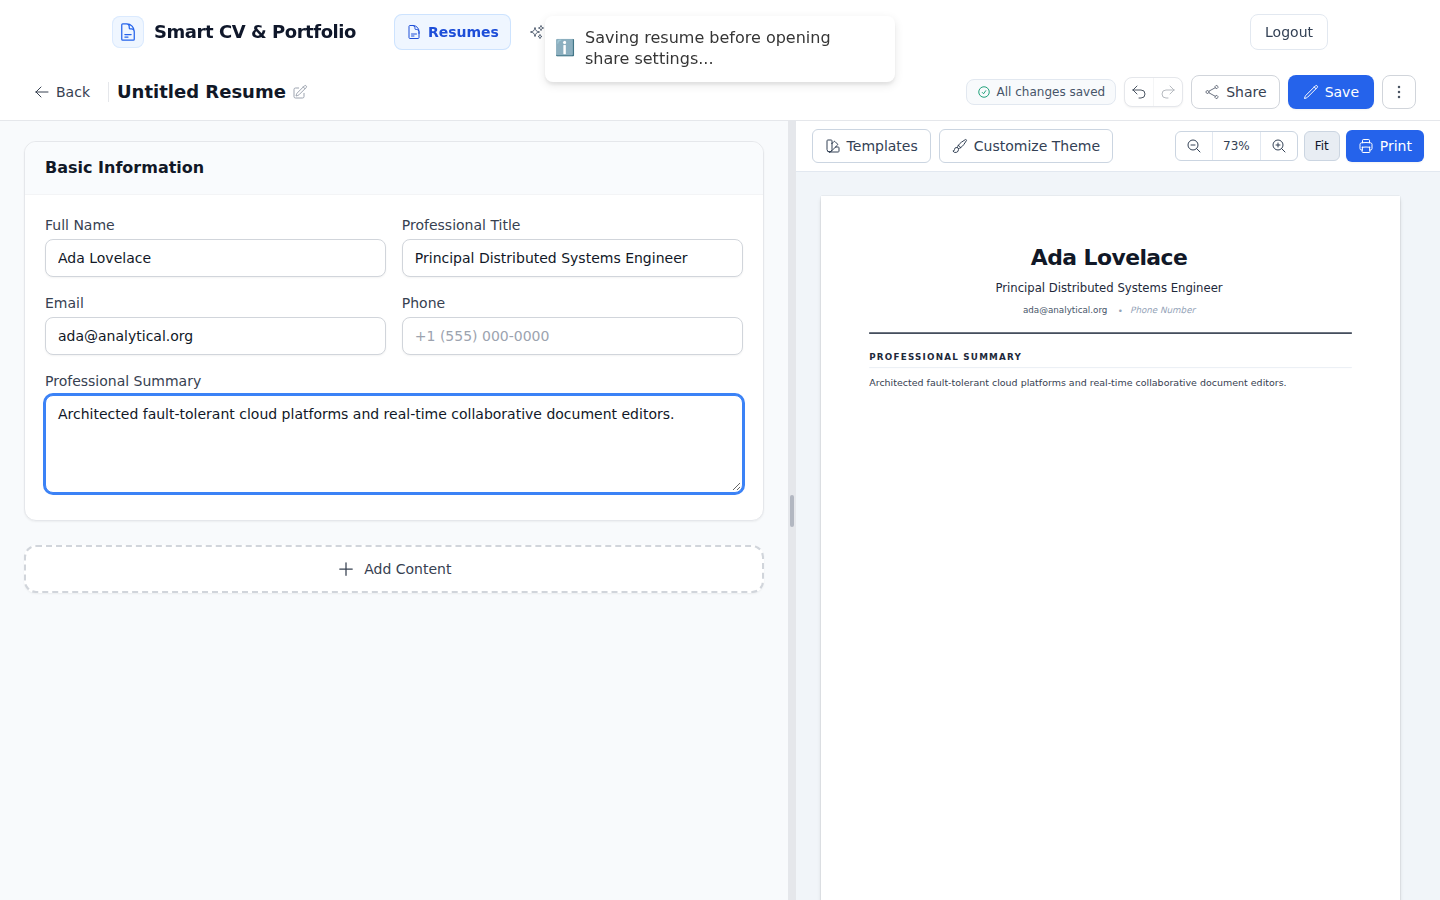 Smart CV & Portfolio
Resumes
Saving resume before opening
share settings...
Logout
Back
Untitled Resume
All changes saved
Share
Save
Basic Information
Full Name
Professional Title
Ada Lovelace
Principal Distributed Systems Engineer
Email
Phone
ada@analytical.org
+1 (555) 000-0000
Professional Summary
Architected fault-tolerant cloud platforms and real-time collaborative document editors.
Add Content
Templates
Customize Theme
73%
Fit
Print
Ada Lovelace
Principal Distributed Systems Engineer
ada@analytical.org • Phone Number
PROFESSIONAL SUMMARY
Architected fault-tolerant cloud platforms and real-time collaborative document editors.